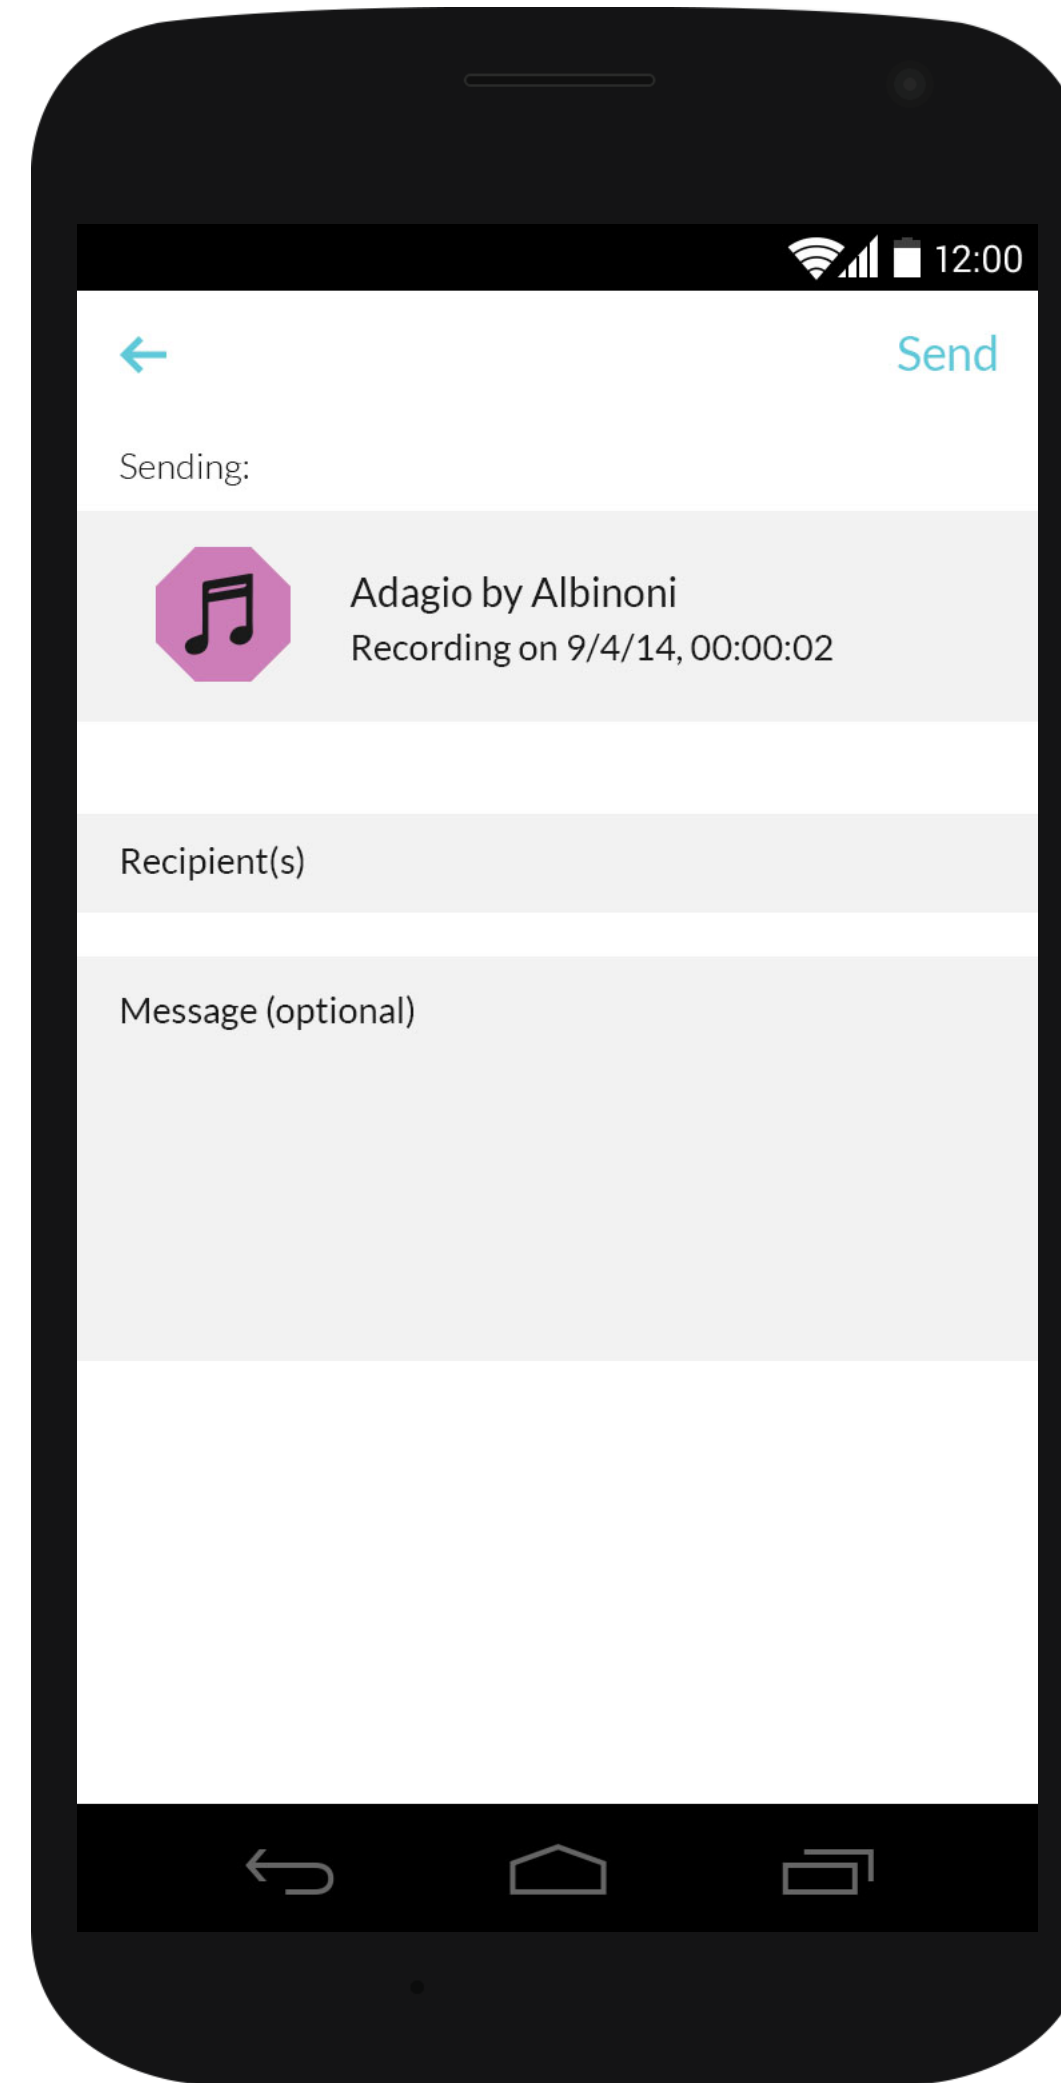 12:00
Send
Sending:
Adagio by Albinoni
Recording on 9/4/14, 00:00:02
Recipient(s)
Message (optional)